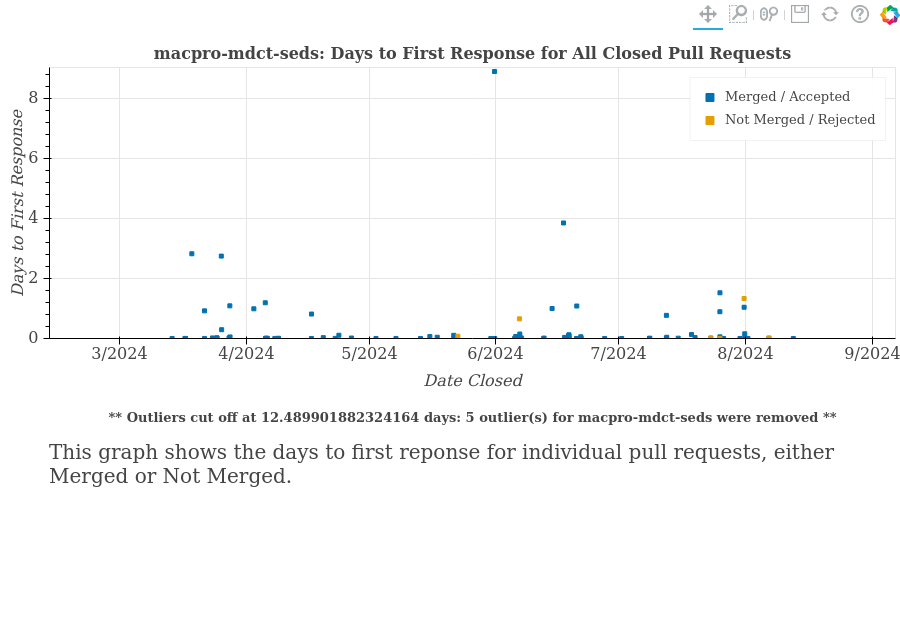 macpro-mdct-seds: Days to First Response for All Closed Pull Requests
Merged / Accepted
Not Merged / Rejected
Days to First Response
8
6
4
2
0
3/2024 4/2024 5/2024 6/2024 7/2024 8/2024 9/2024
Date Closed
** Outliers cut off at 12.489901882324164 days: 5 outlier(s) for macpro-mdct-seds were removed **
This graph shows the days to first reponse for individual pull requests, either
Merged or Not Merged.